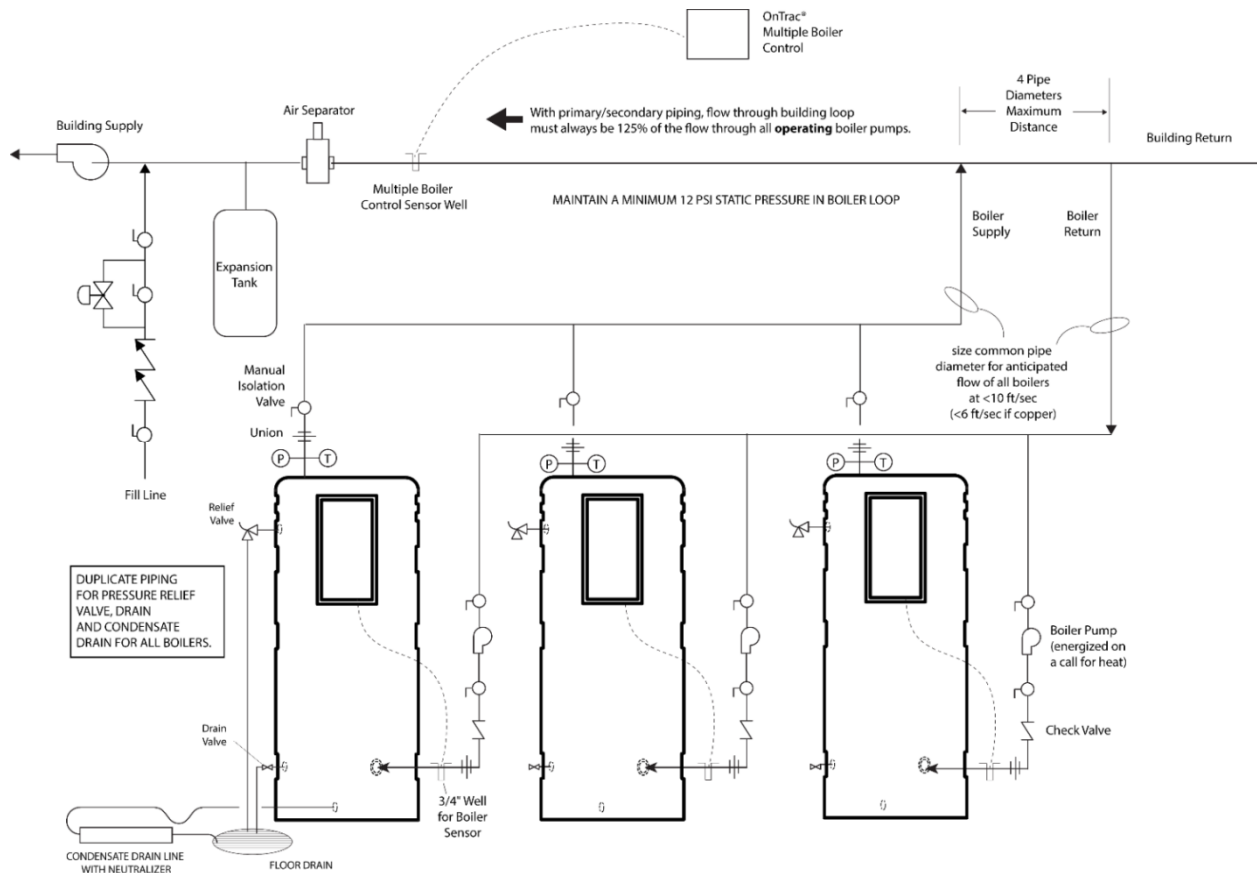 OnTrac®
Multiple Boiler
Control
4 Pipe
Diameters
Maximum
Distance
Air Separator
With primary/secondary piping, flow through building loop
must always be 125% of the flow through all operating boiler pumps.
Building Supply
Building Return
Multiple Boiler
Control Sensor Well
MAINTAIN A MINIMUM 12 PSI STATIC PRESSURE IN BOILER LOOP
Boiler
Supply
Boiler
Return
Expansion
Tank
size common pipe
diameter for anticipated
flow of all boilers
at <10 ft/sec
(<6 ft/sec if copper)
Manual
Isolation
Valve
Union
P
T
P
T
P
T
Fill Line
Relief
Valve
DUPLICATE PIPING
FOR PRESSURE RELIEF
VALVE, DRAIN
AND CONDENSATE
DRAIN FOR ALL BOILERS.
Boiler Pump
(energized on
a call for heat)
Drain
Valve
Check Valve
3/4" Well
for Boiler
Sensor
CONDENSATE DRAIN LINE
WITH NEUTRALIZER
FLOOR DRAIN